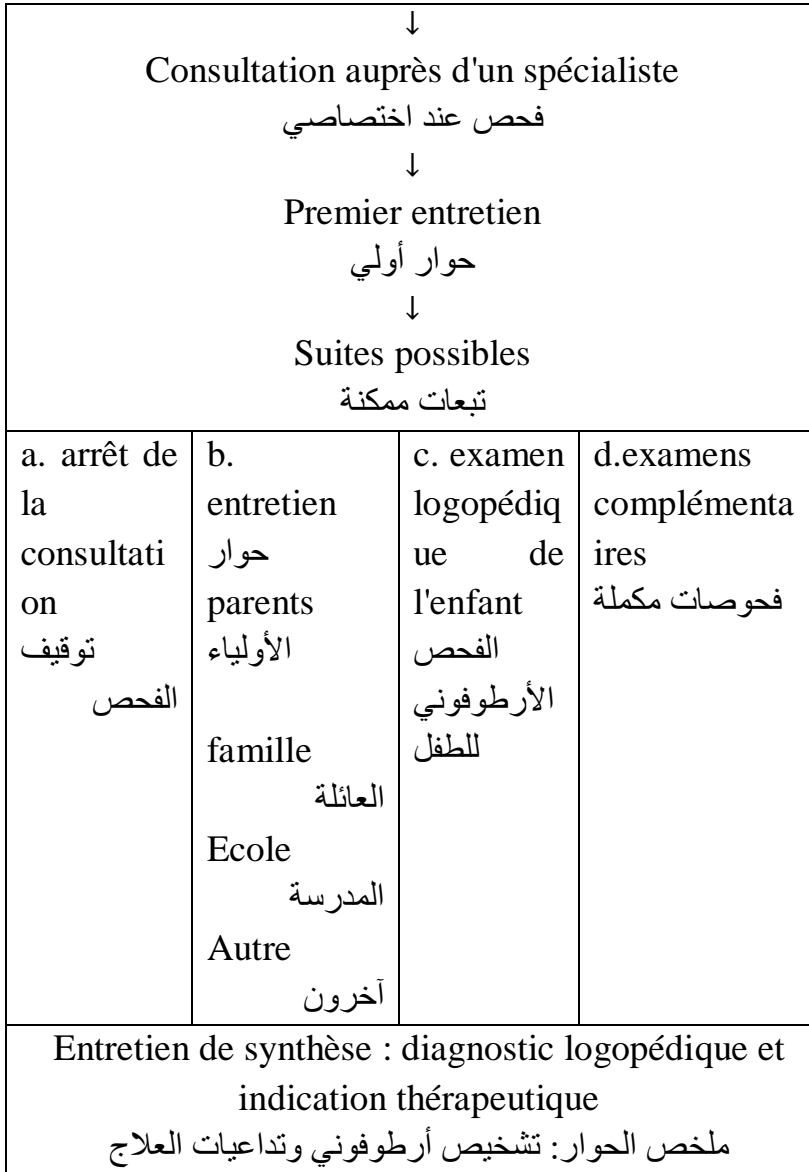 ↓
Consultation auprès d'un spécialiste
فحص عند اختصاصي
↓
Premier entretien
حوار أولي
↓
Suites possibles
تبعات ممكنة
a. arrêt de
la
consultati
on
توقيف
الفحص
b.
entretien
حوار
parents
الأولياء
famille
العائلة
Ecole
المدرسة
Autre
آخرون
c. examen
logopédiq
ue de
l'enfant
الفحص
الأرطوفوني
للطفل
d.examens
complémenta
ires
فحوصات مكملة
Entretien de synthèse : diagnostic logopédique et
indication thérapeutique
ملخص الحوار: تشخيص أرطوفوني وتداعيات العلاج